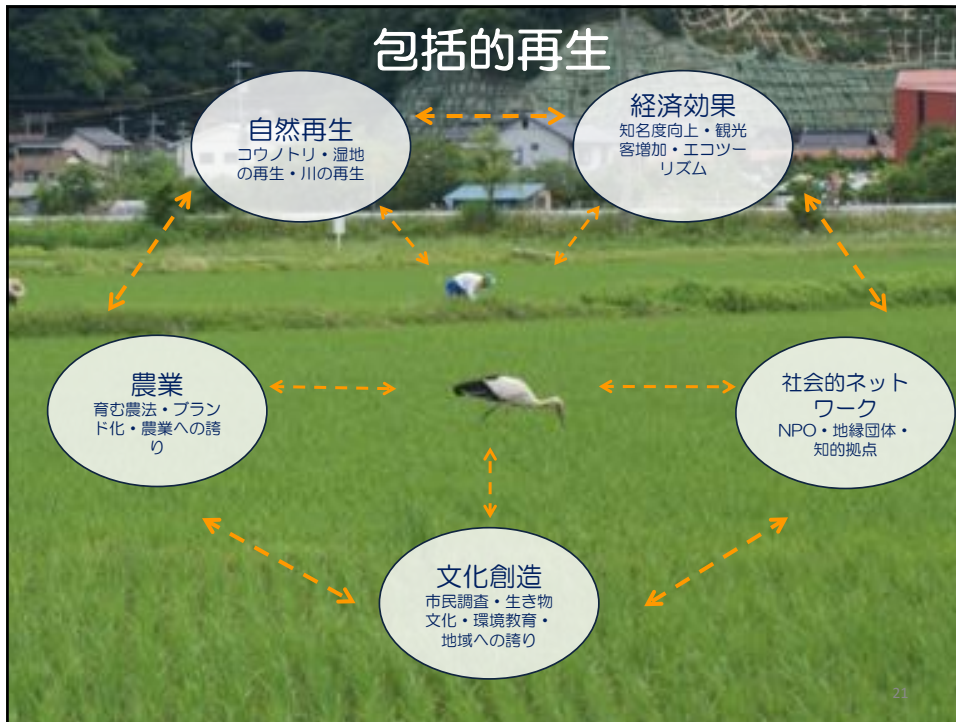 包括的再生
自然再生
コウノトリ・湿地
の再生・川の再生
経済効果
知名度向上・観光
客増加・エコツー
リズム
農業
育む農法・ブラン
ド化・農業への誇
り
社会的ネット
ワーク
NPO・地縁団体・
知的拠点
文化創造
市民調査・生き物
文化・環境教育・
地域への誇り
21